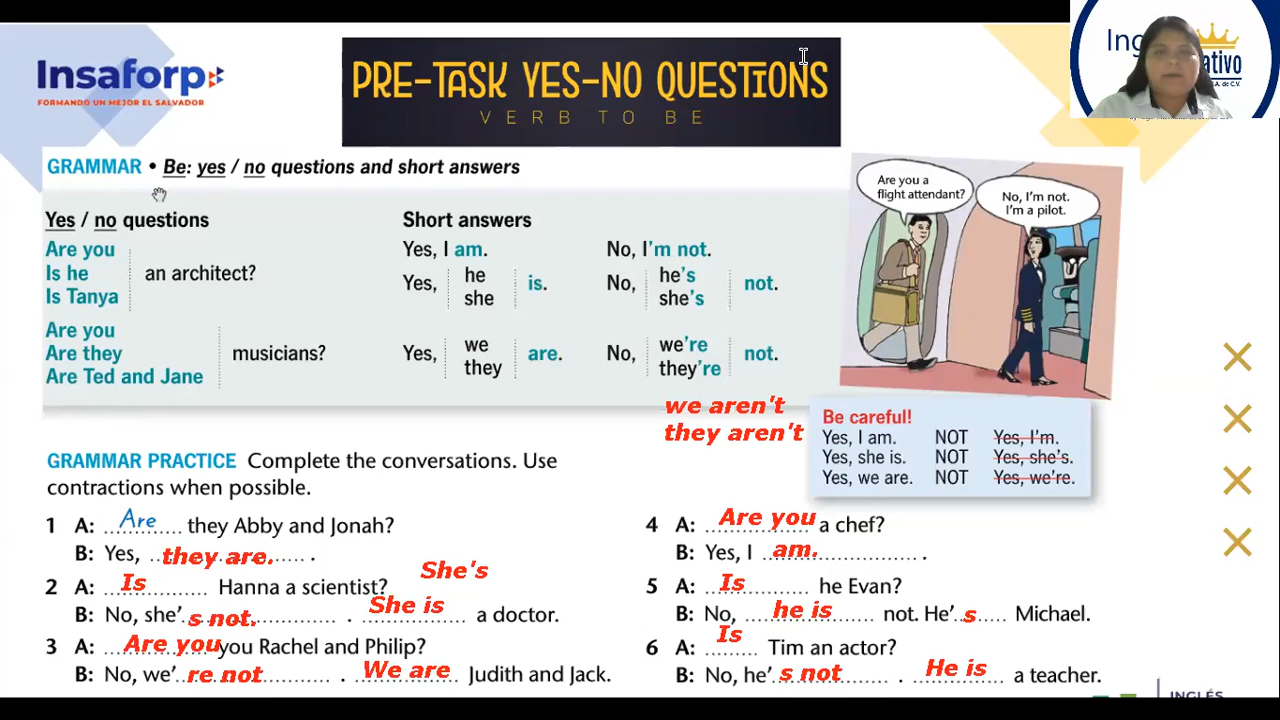 Insaforp
FORMANDO UN MEJOR EL SALVADOR
PRE-TASK YES-NO QUESTIONS
VERB TO BE
Ing
ativo
S.A. de C.V.
GRAMMAR • Be: yes / no questions and short answers
Yes / no questions
Are you
Is he
Is Tanya
an architect?
Are you
Are they
Are Ted and Jane
musicians?
Short answers
Yes, I am.
No, I'm not.
Yes, he she is.
No, he's she's not.
Yes, we they are.
No, we're they're not.
we aren't
they aren't
Are you a
flight attendant?
No, I'm not.
I'm a pilot.
Be careful!
Yes, I am. NOT Yes, I'm.
Yes, she is. NOT Yes, she's.
Yes, we are. NOT Yes, we're.
GRAMMAR PRACTICE Complete the conversations. Use
contractions when possible.
1 A: Are they Abby and Jonah?
B: Yes, they are. .
She's
2 A: Is Hanna a scientist?
B: No, she's not. . She is a doctor.
3 A: Are you you Rachel and Philip?
B: No, we're not . We are Judith and Jack.
4 A: Are you a chef?
B: Yes, I am. .
5 A: Is he Evan?
B: No, he is not. He's Michael.
6 A: Is Tim an actor?
B: No, he's not . He is a teacher.
INGLÉS